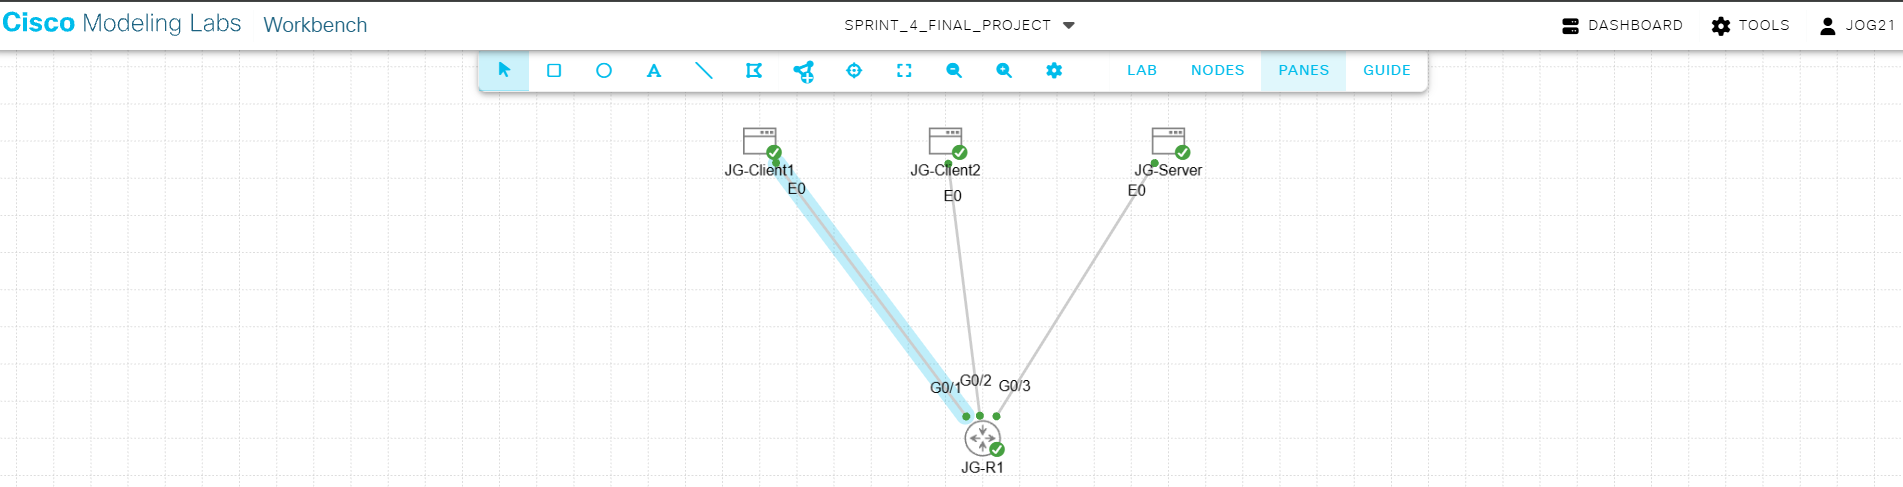 Cisco Modeling Labs Workbench SPRINT_4_FINAL_PROJECT DASHBOARD TOOLS JOG21
A LAB NODES PANES GUIDE
JG-Client1 JG-Client2 JG-Server
E0 E0 E0
G0/1 G0/2 G0/3
JG-R1